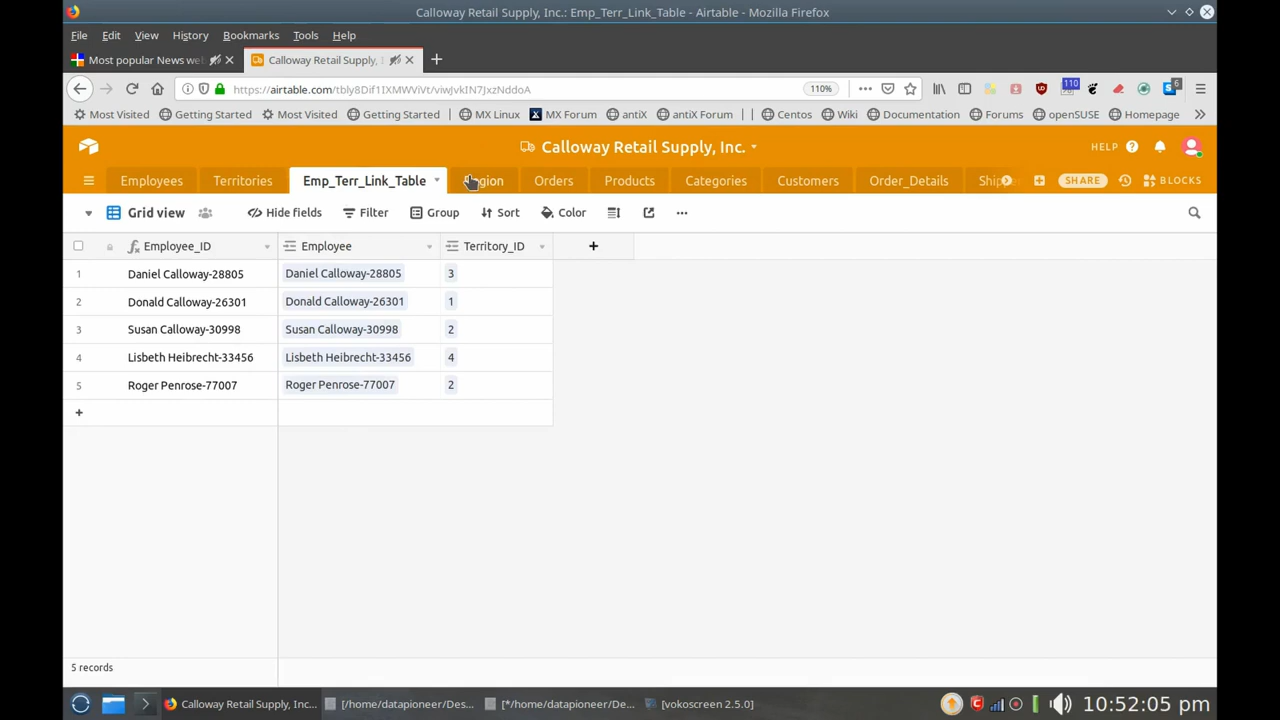 Calloway Retail Supply, Inc.: Emp_Terr_Link_Table - Airtable - Mozilla Firefox
File Edit View History Bookmarks Tools Help
Most popular News web
Calloway Retail Supply, I
https://airtable.com/tbly8Dif1IXMWViVt/viwJvkIN7JxzNddoA 110% 110 6
Most Visited Getting Started Most Visited Getting Started MX Linux MX Forum antiX antiX Forum Centos Wiki Documentation Forums openSUSE Homepage
Calloway Retail Supply, Inc. HELP
Employees Territories Emp_Terr_Link_Table Region Orders Products Categories Customers Order_Details Ship SHARE BLOCKS
Grid view Hide fields Filter Group Sort Color
Employee_ID Employee Territory_ID
1 Daniel Calloway-28805 Daniel Calloway-28805 3
2 Donald Calloway-26301 Donald Calloway-26301 1
3 Susan Calloway-30998 Susan Calloway-30998 2
4 Lisbeth Heibrecht-33456 Lisbeth Heibrecht-33456 4
5 Roger Penrose-77007 Roger Penrose-77007 2
5 records
Calloway Retail Supply, Inc... [/home/datapioneer/Des... [*/home/datapioneer/De... [vokoscreen 2.5.0] 10:52:05 pm